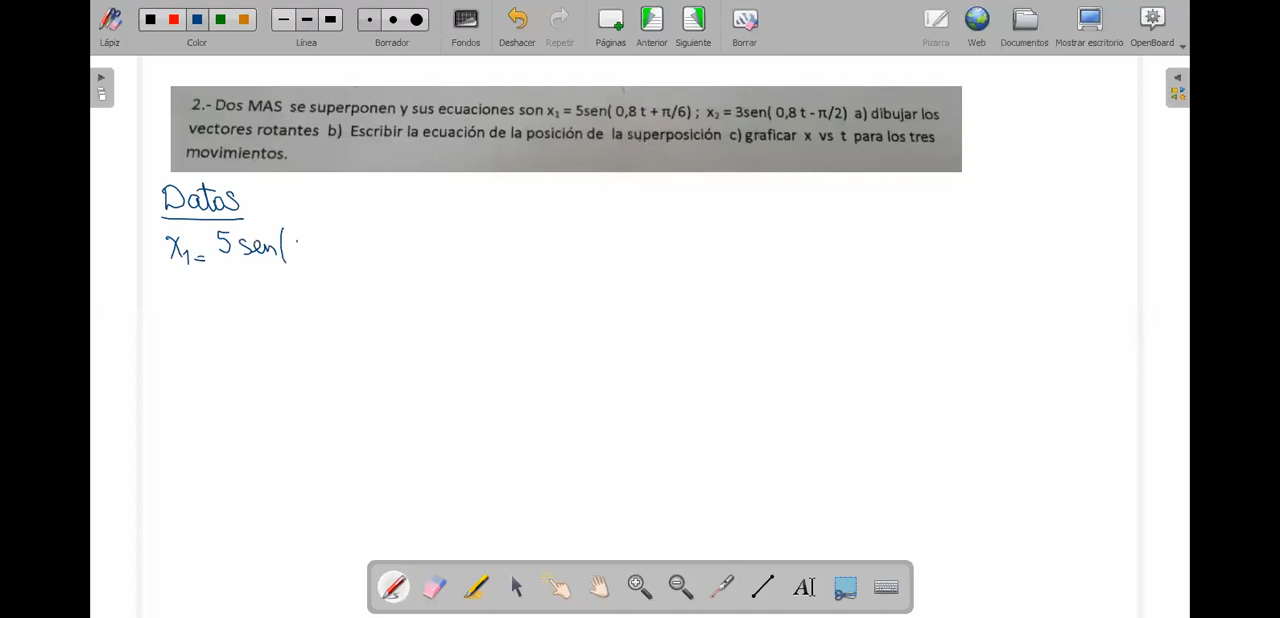 Lápiz Color Línea Borrador Fondos Deshacer Repetir Páginas Anterior Siguiente Borrar Pizarra Web Documentos Mostrar escritorio OpenBoard
2.- Dos MAS se superponen y sus ecuaciones son x₁ = 5sen( 0,8 t + π/6) ; x₂ = 3sen( 0,8 t - π/2) a) dibujar los
vectores rotantes b) Escribir la ecuación de la posición de la superposición c) graficar x vs t para los tres
movimientos.
Datos
x₁ = 5 sen(